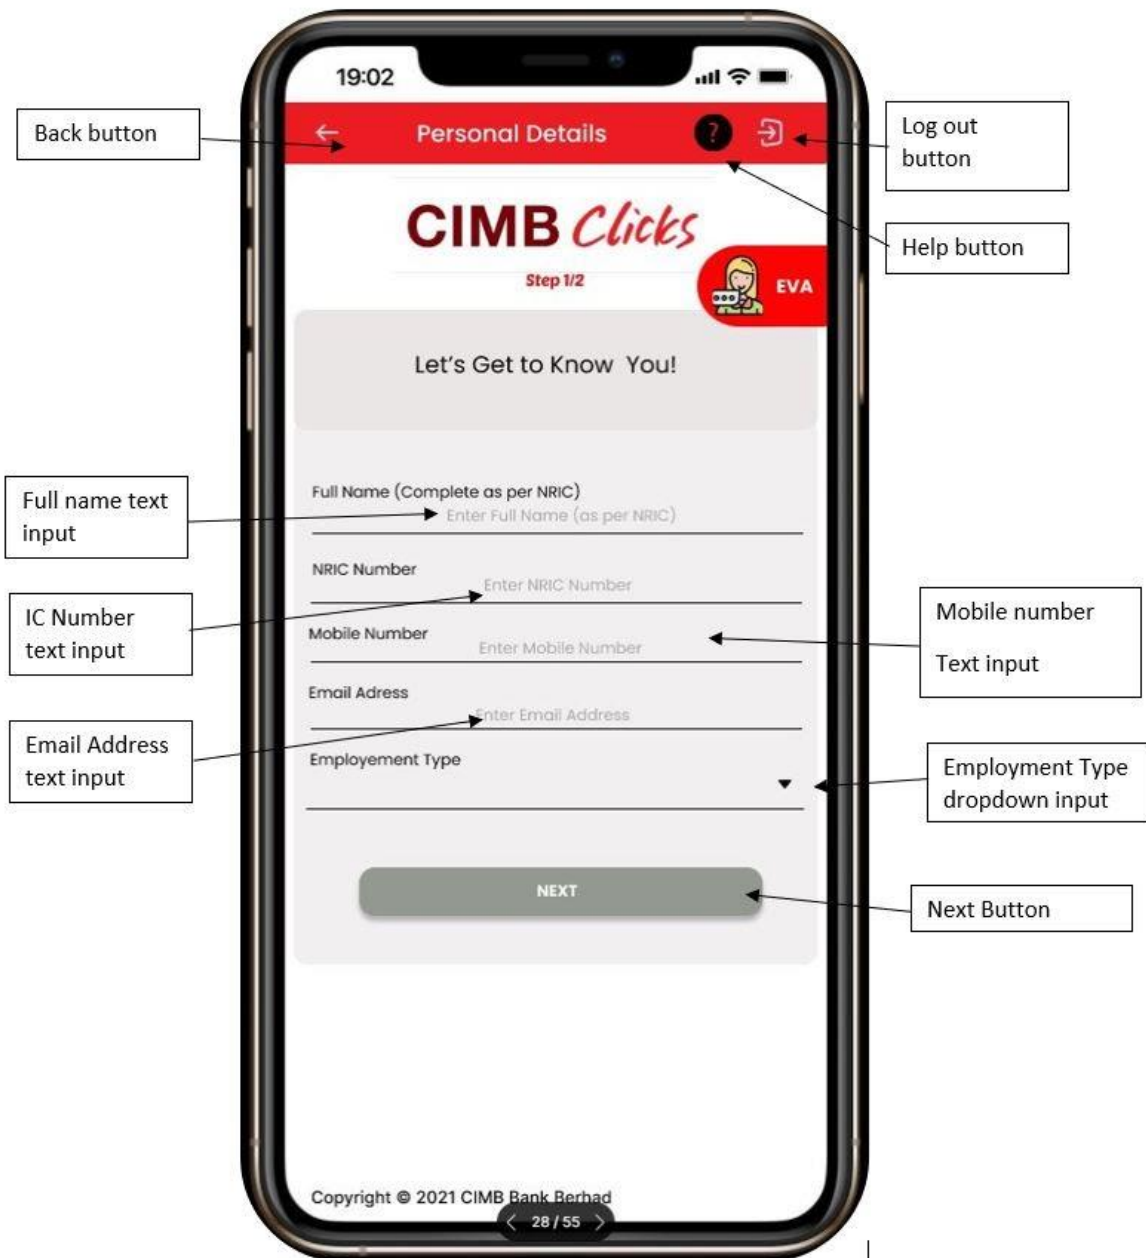 19:02
Back button
Personal Details
?
Log out
button
Help button
CIMB Clicks
Step 1/2
EVA
Let's Get to Know  You!
Full name text
input
Full Name (Complete as per NRIC)
Enter Full Name (as per NRIC)
NRIC Number
Enter NRIC Number
IC Number
text input
Mobile Number
Enter Mobile Number
Mobile number
Text input
Email Adress
Enter Email Address
Email Address
text input
Employement Type
Employment Type
dropdown input
NEXT
Next Button
Copyright © 2021 CIMB Bank Berhad
< 28 / 55 >